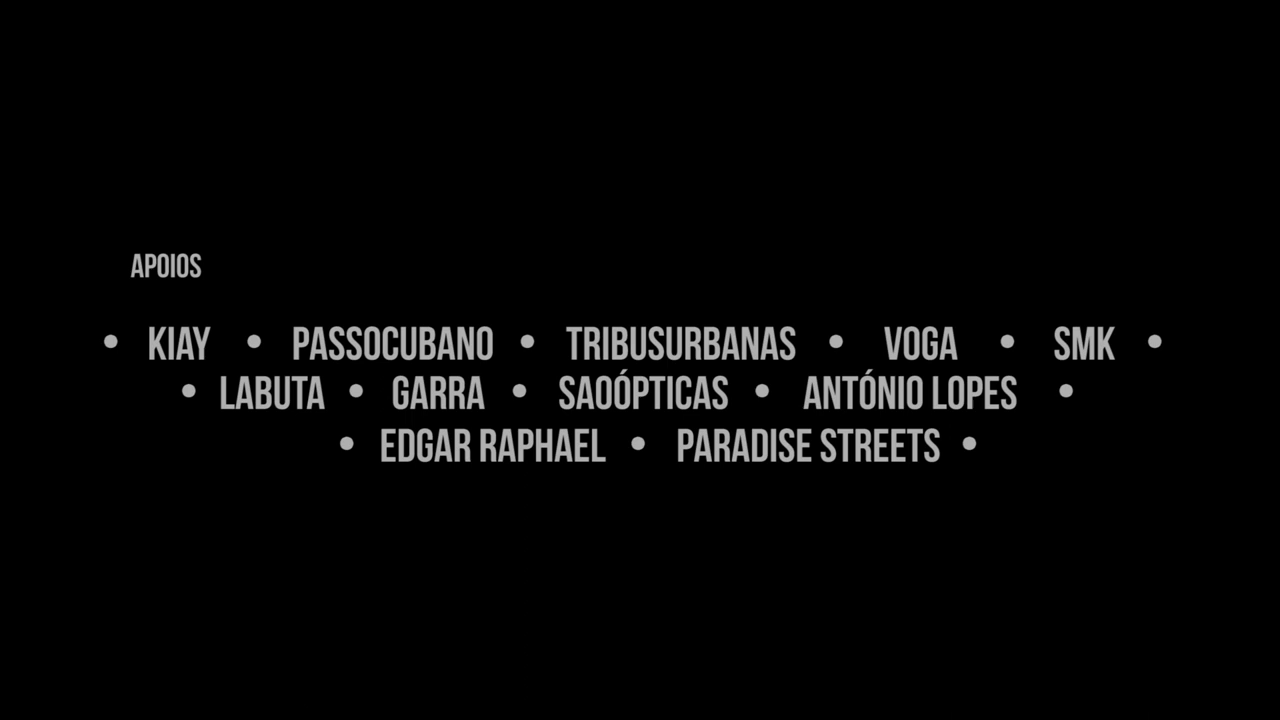 APOIOS
• KIAY • PASSOCUBANO • TRIBUSURBANAS • VOGA • SMK •
• LABUTA • GARRA • SAOÓPTICAS • ANTÓNIO LOPES •
• EDGAR RAPHAEL • PARADISE STREETS •